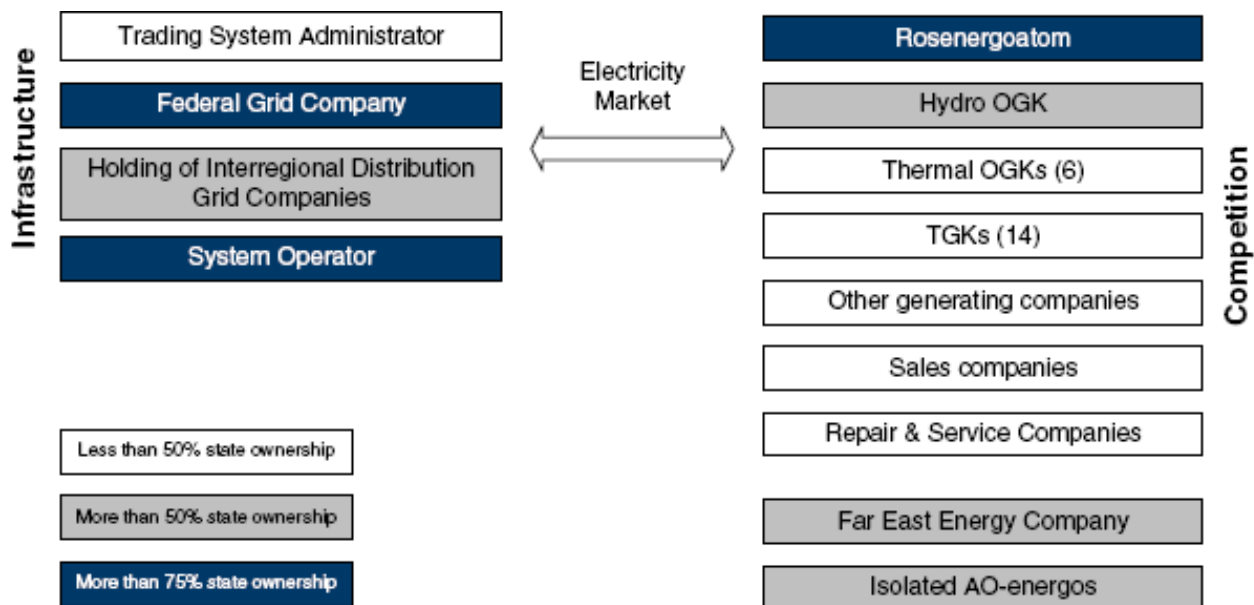 Infrastructure
Trading System Administrator
Federal Grid Company
Holding of Interregional Distribution
Grid Companies
System Operator
Less than 50% state ownership
More than 50% state ownership
More than 75% state ownership
Electricity
Market
Rosenergoatom
Hydro OGK
Thermal OGKs (6)
TGKs (14)
Other generating companies
Sales companies
Repair & Service Companies
Far East Energy Company
Isolated AO-energos
Competition